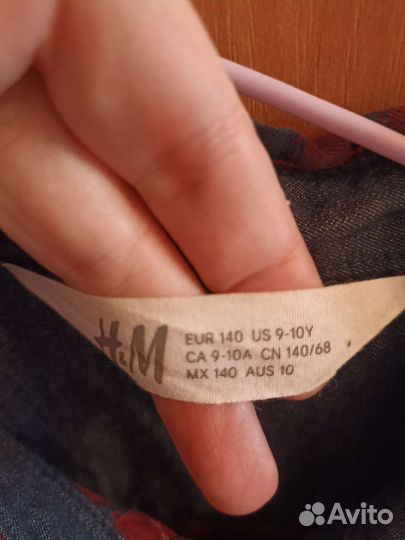 H&M
EUR 140 US 9-10Y
CA 9-10A CN 140/68
MX 140 AUS 10
Avito